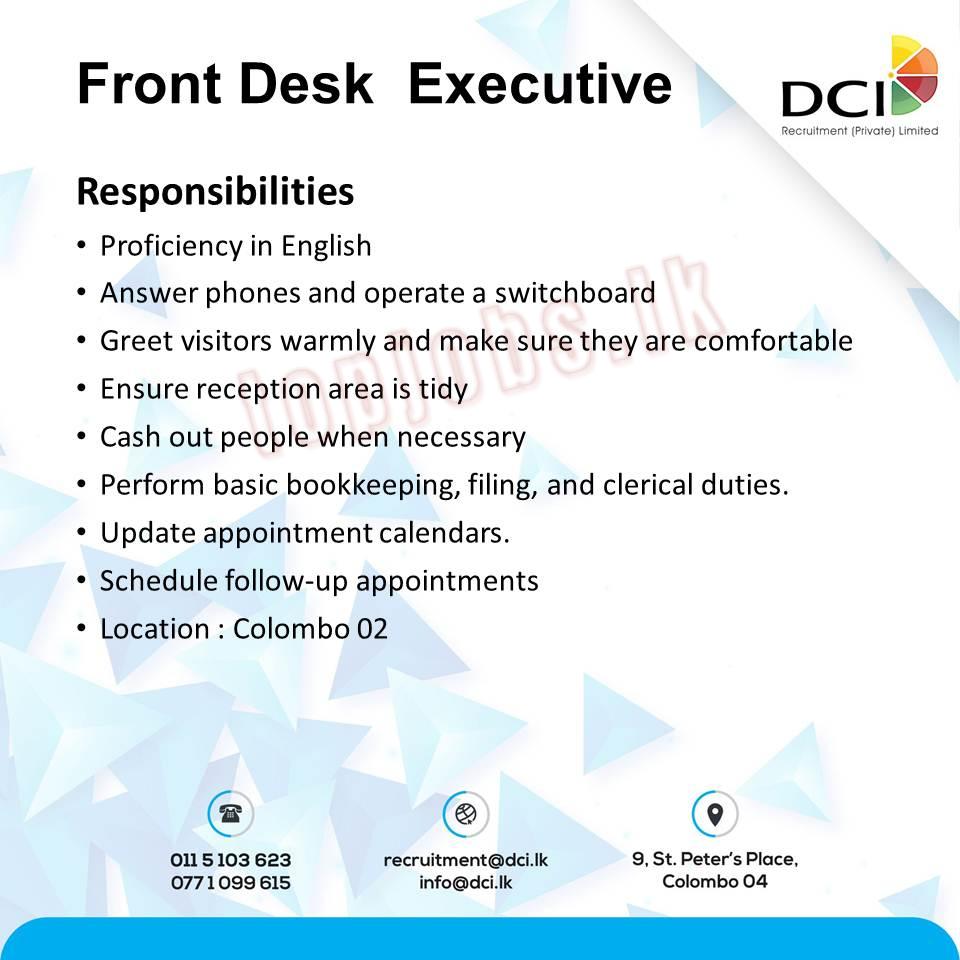 Front Desk  Executive
DCI
Recruitment (Private) Limited
Responsibilities
• Proficiency in English
• Answer phones and operate a switchboard
• Greet visitors warmly and make sure they are comfortable
• Ensure reception area is tidy
• Cash out people when necessary
• Perform basic bookkeeping, filing, and clerical duties.
• Update appointment calendars.
• Schedule follow-up appointments
• Location : Colombo 02
topjobs.lk
011 5 103 623
077 1 099 615
recruitment@dci.lk
info@dci.lk
9, St. Peter's Place,
Colombo 04